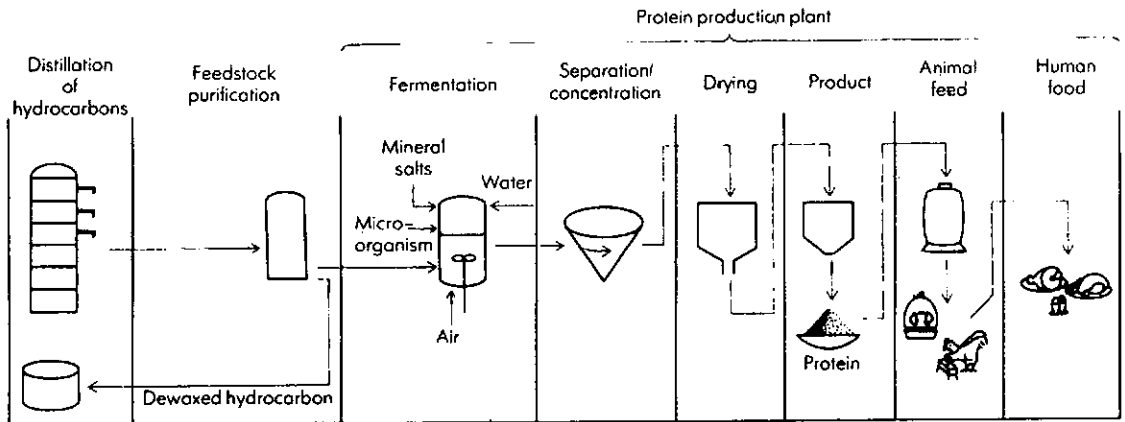 Protein production plant
Distillation
of
hydrocarbons
Feedstock
purification
Fermentation
Separation/
concentration
Drying
Product
Animal
feed
Human
food
Mineral
salts
Water
Micro-
organism
Air
Protein
Dewaxed hydrocarbon